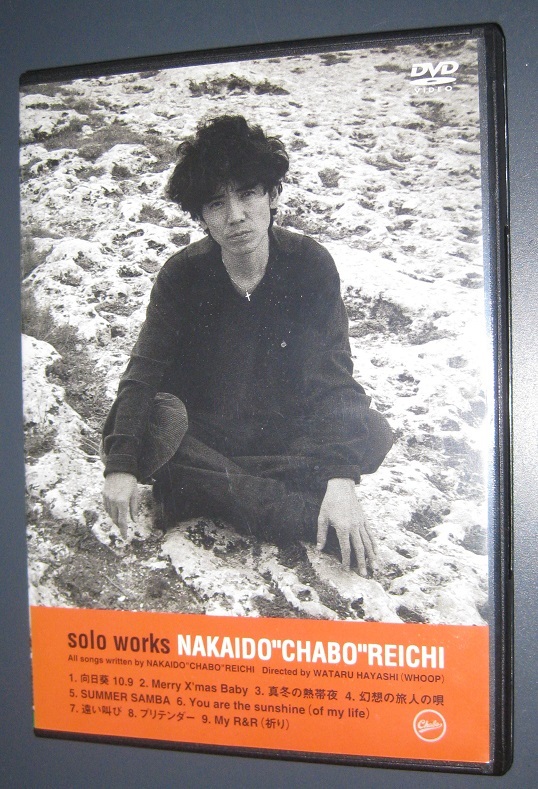 DVD
VIDEO
solo works NAKAIDO"CHABO"REICHI
All songs written by NAKAIDO"CHABO"REICHI Directed by WATARU HAYASHI (WHOOP)
1. 向日葵 10.9 2. Merry X'mas Baby 3. 真冬の熱帯夜 4. 幻想の旅人の唄
5. SUMMER SAMBA 6. You are the sunshine (of my life)
7. 遠い叫び 8. プリテンダー 9. My R&R (祈り)
Chabo